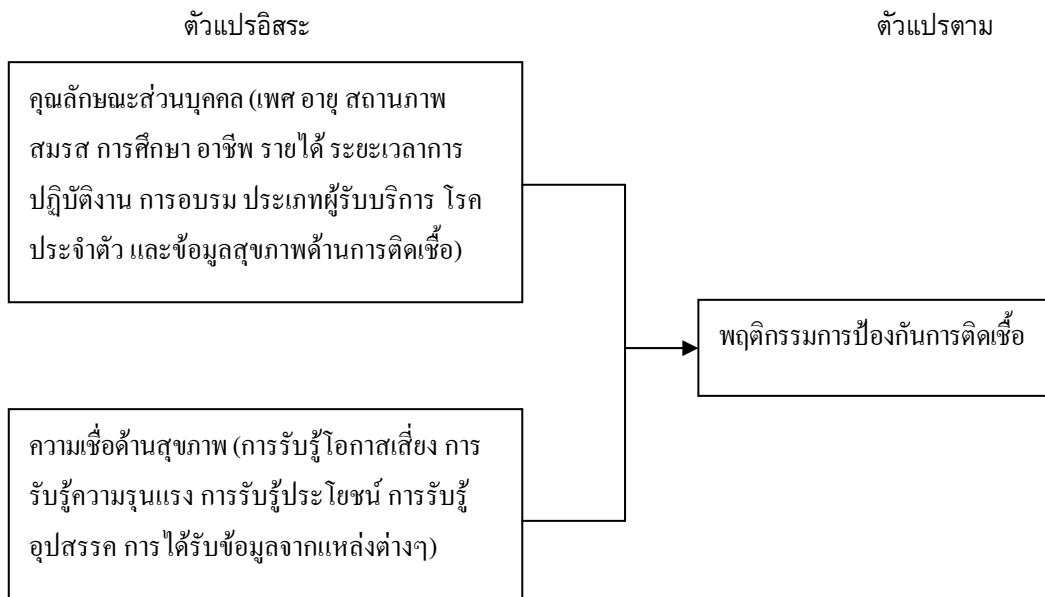 ตัวแปรอิสระ
ตัวแปรตาม
คุณลักษณะส่วนบุคคล (เพศ อายุ สถานภาพ
สมรส การศึกษา อาชีพ รายได้ ระยะเวลาการ
ปฏิบัติงาน การอบรม ประเภทผู้รับบริการ โรค
ประจำตัว และข้อมูลสุขภาพด้านการติดเชื้อ)
พฤติกรรมการป้องกันการติดเชื้อ
ความเชื่อด้านสุขภาพ (การรับรู้โอกาสเสี่ยง การ
รับรู้ความรุนแรง การรับรู้ประโยชน์ การรับรู้
อุปสรรค การได้รับข้อมูลจากแหล่งต่างๆ)